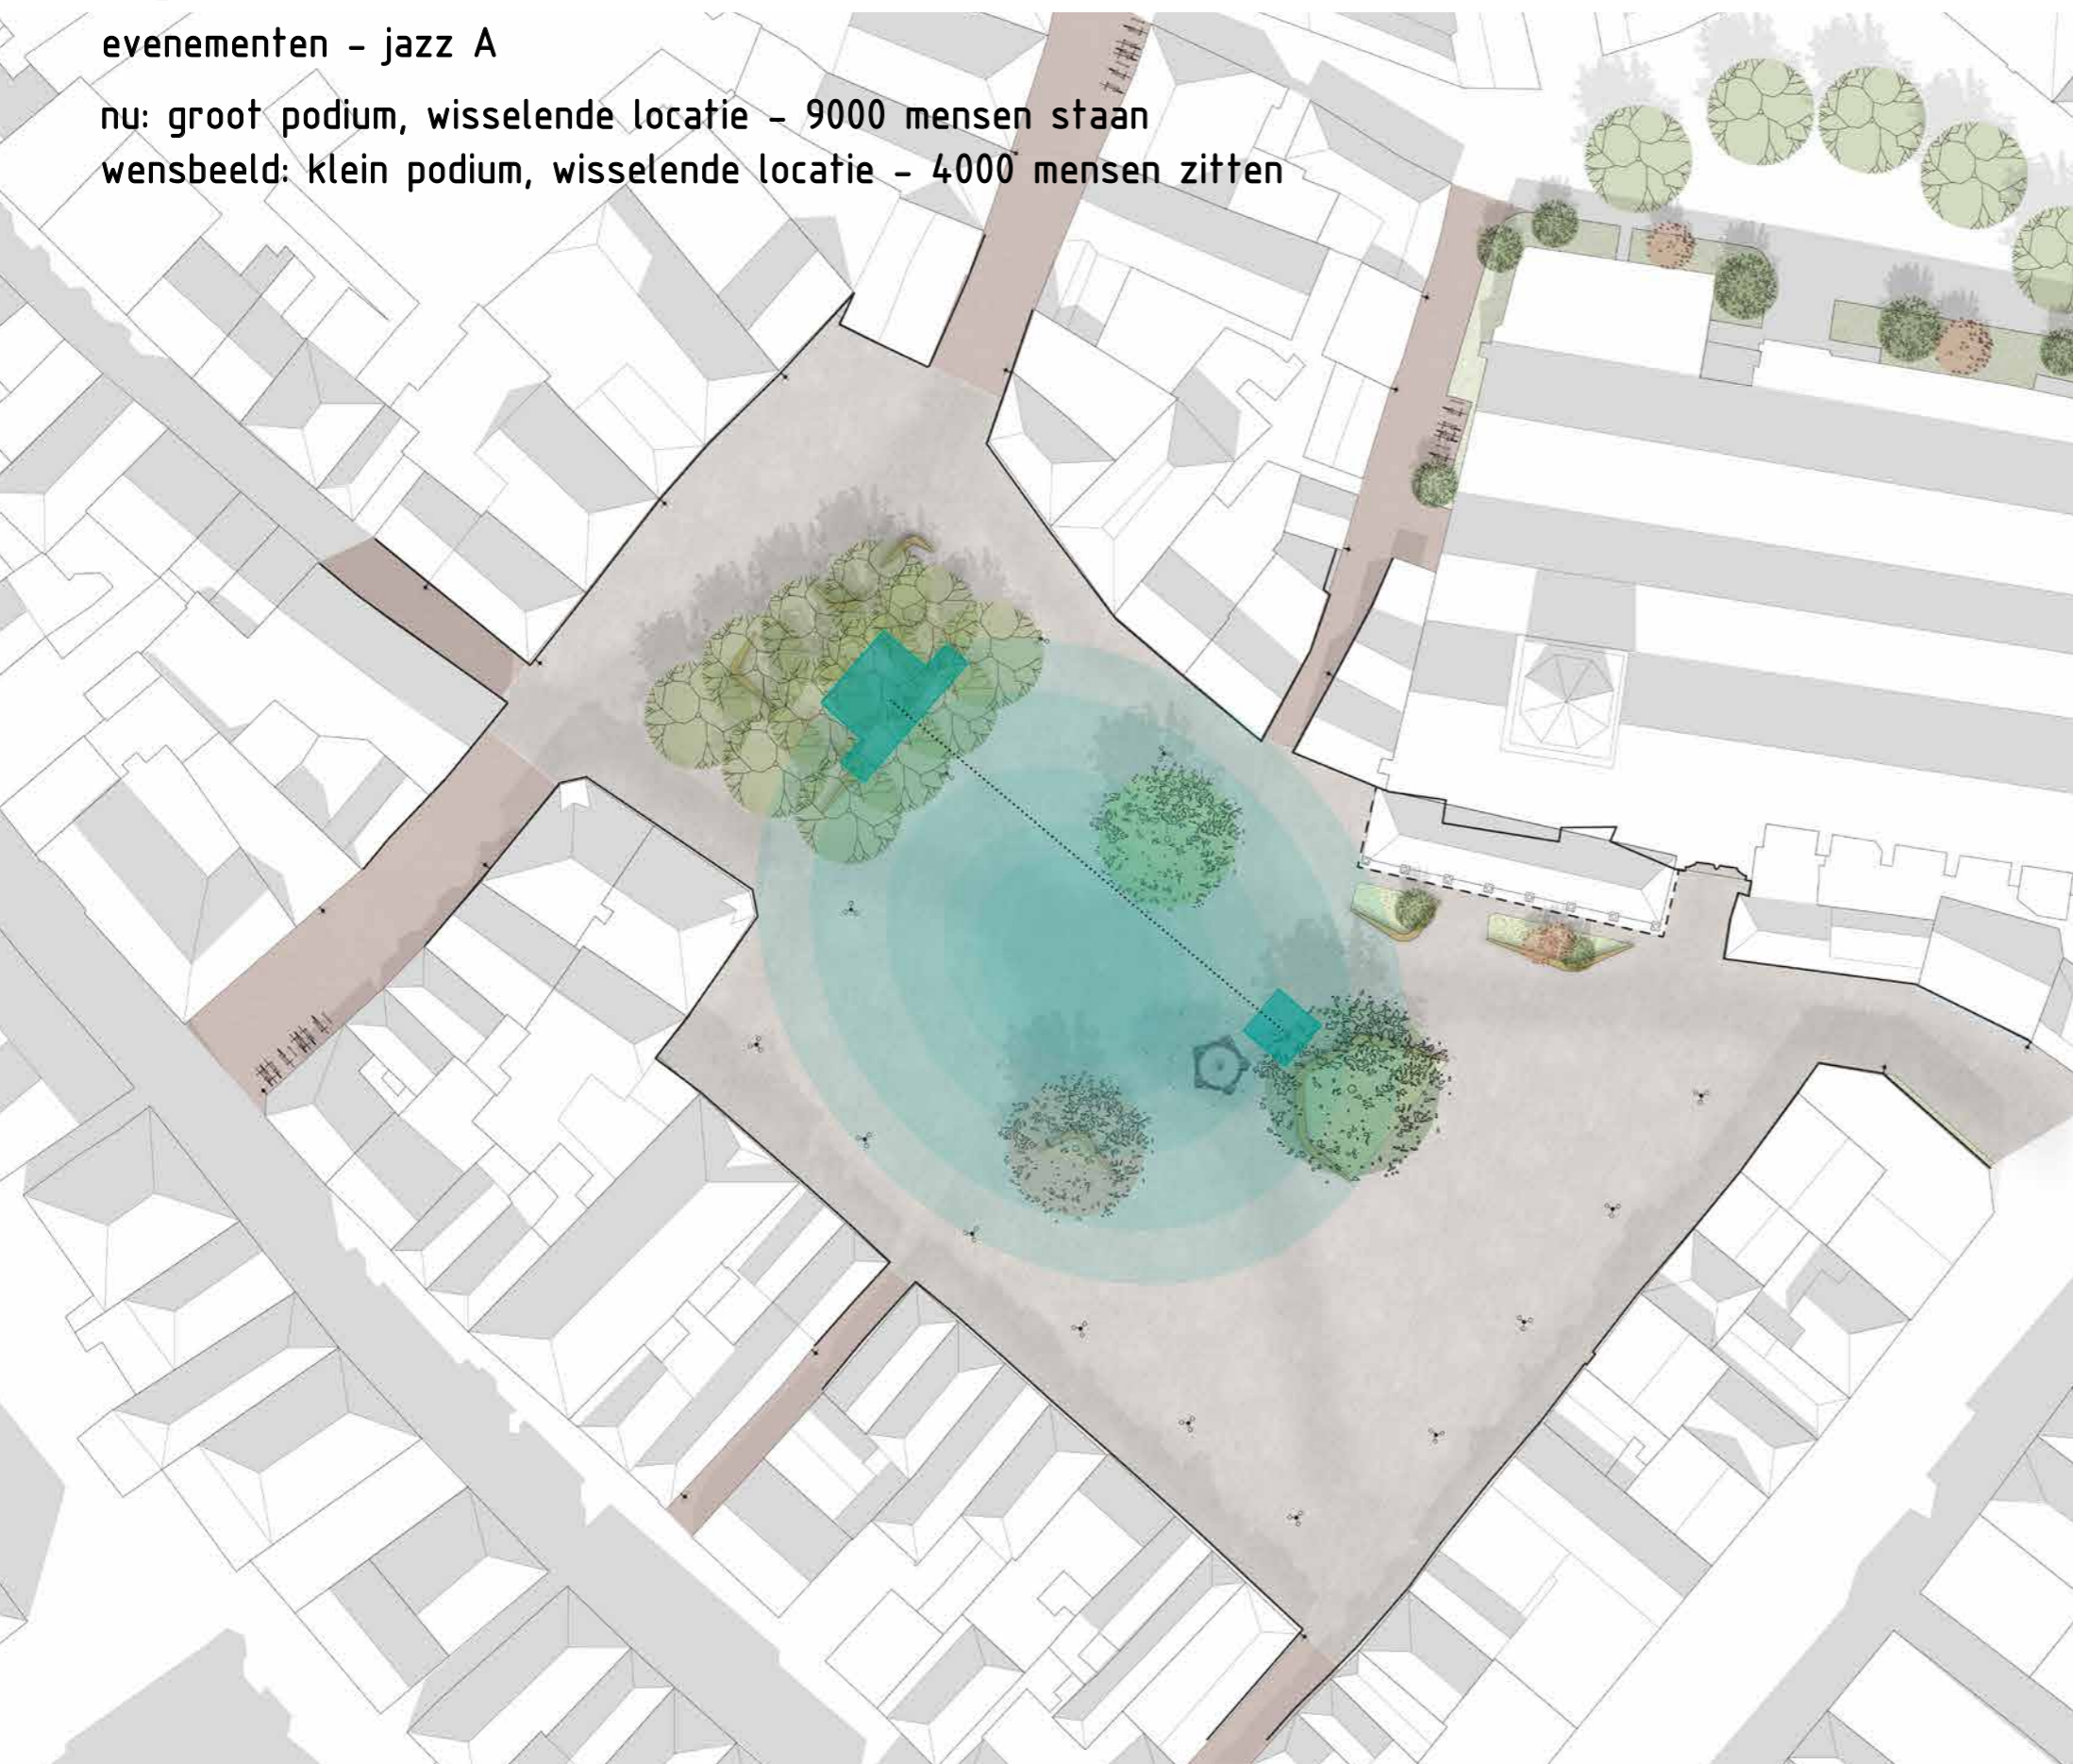 evenementen - jazz A
nu: groot podium, wisselende locatie - 9000 mensen staan
wensbeeld: klein podium, wisselende locatie - 4000 mensen zitten